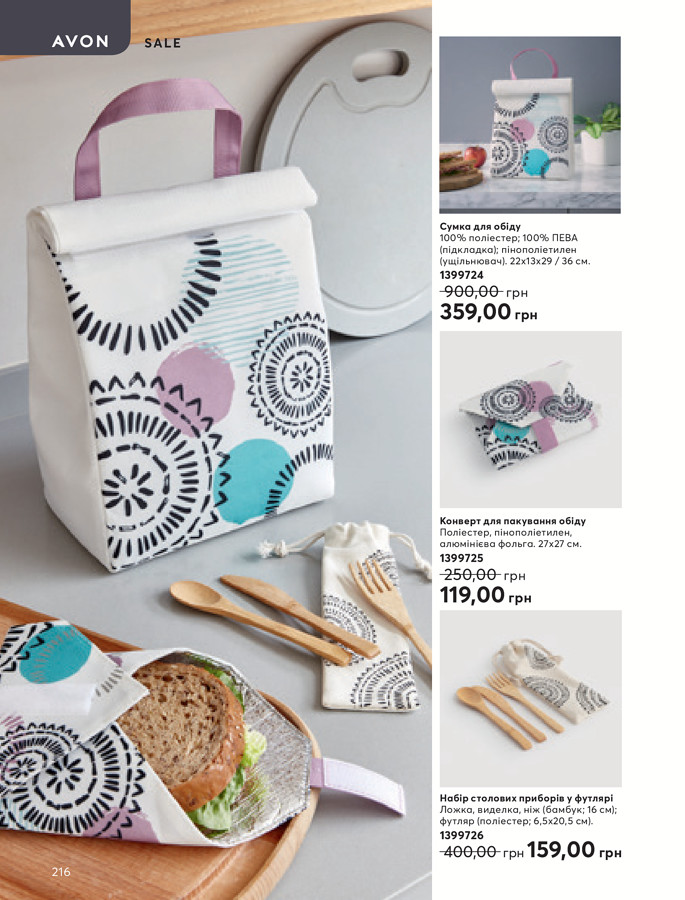 AVON
SALE
Сумка для обіду
100% поліестер; 100% ПЕВА
(підкладка); пінополіетилен
(ущільнювач). 22х13х29 / 36 см.
1399724
900,00 грн
359,00 грн
Конверт для пакування обіду
Поліестер, пінополіетилен,
алюмінієва фольга. 27х27 см.
1399725
250,00 грн
119,00 грн
Набір столових приборів у футлярі
Ложка, виделка, ніж (бамбук; 16 см);
футляр (поліестер; 6,5х20,5 см).
1399726
400,00 грн 159,00 грн
216